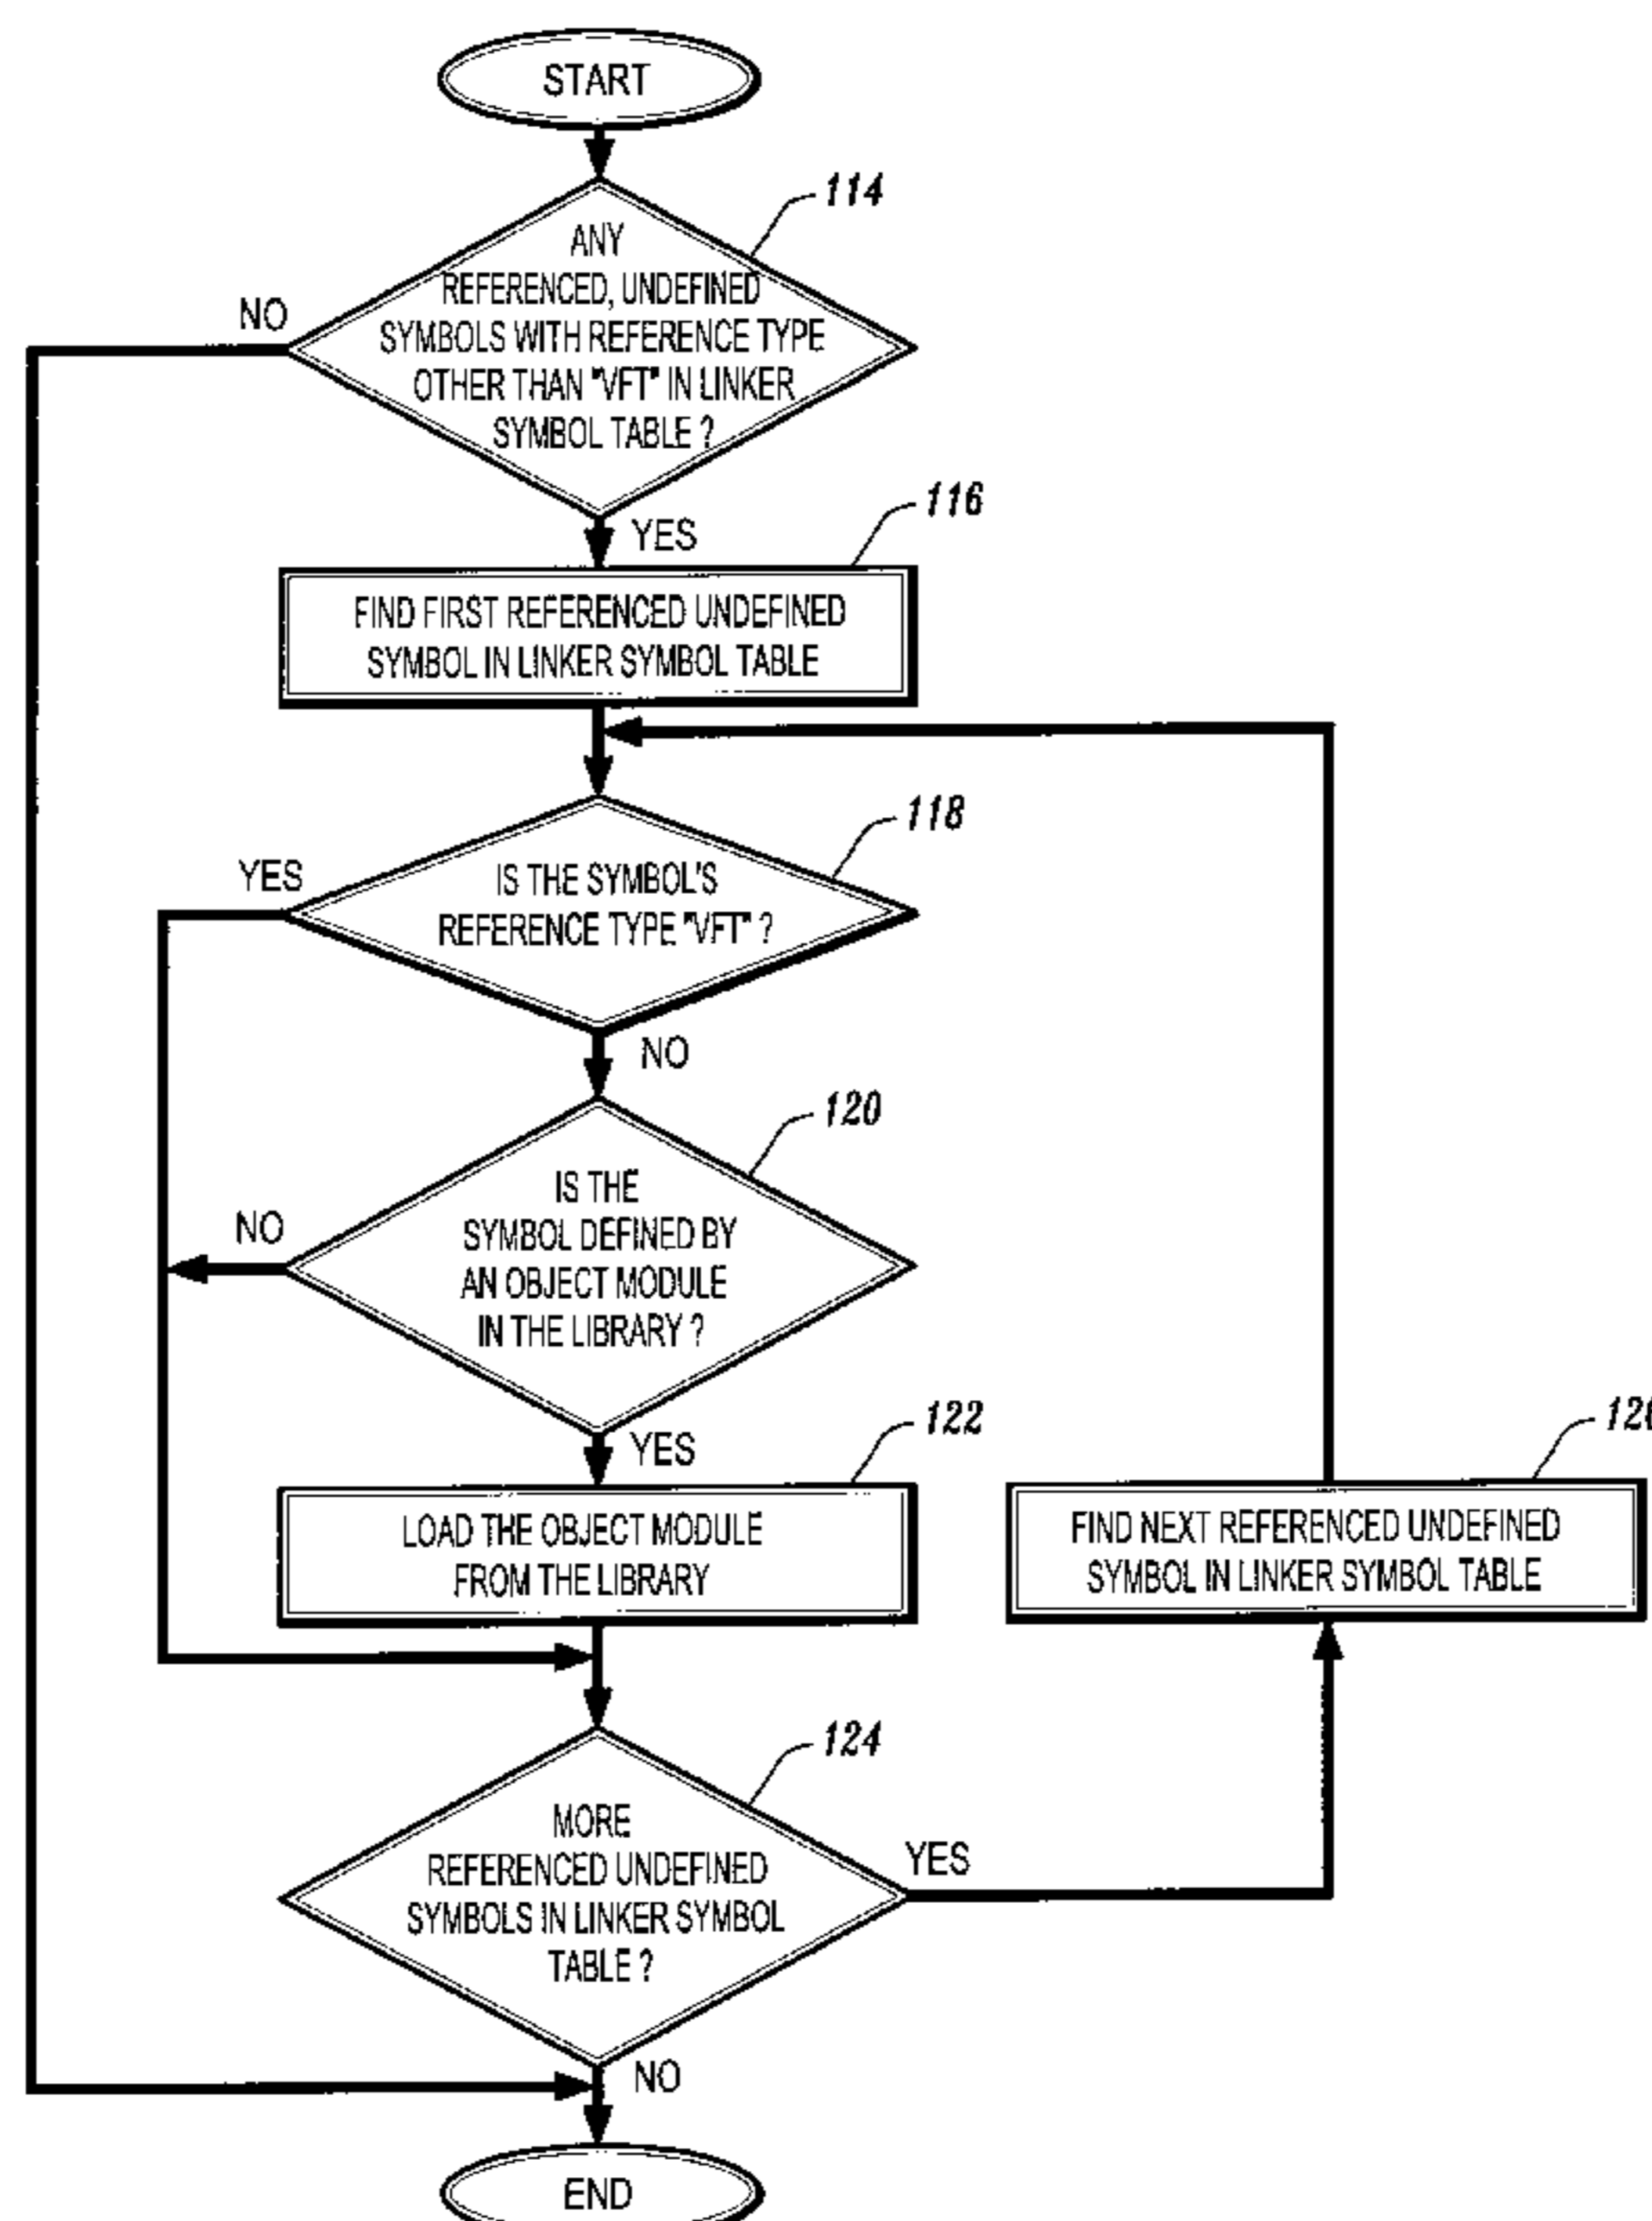 START
114
ANY
REFERENCED, UNDEFINED
SYMBOLS WITH REFERENCE TYPE
OTHER THAN "VFT" IN LINKER
SYMBOL TABLE ?
NO
YES
116
FIND FIRST REFERENCED UNDEFINED
SYMBOL IN LINKER SYMBOL TABLE
118
YES
IS THE SYMBOL'S
REFERENCE TYPE "VFT" ?
NO
120
IS THE
SYMBOL DEFINED BY
AN OBJECT MODULE
IN THE LIBRARY ?
NO
YES
122
LOAD THE OBJECT MODULE
FROM THE LIBRARY
FIND NEXT REFERENCED UNDEFINED
SYMBOL IN LINKER SYMBOL TABLE
124
MORE
REFERENCED UNDEFINED
SYMBOLS IN LINKER SYMBOL
TABLE ?
YES
NO
END